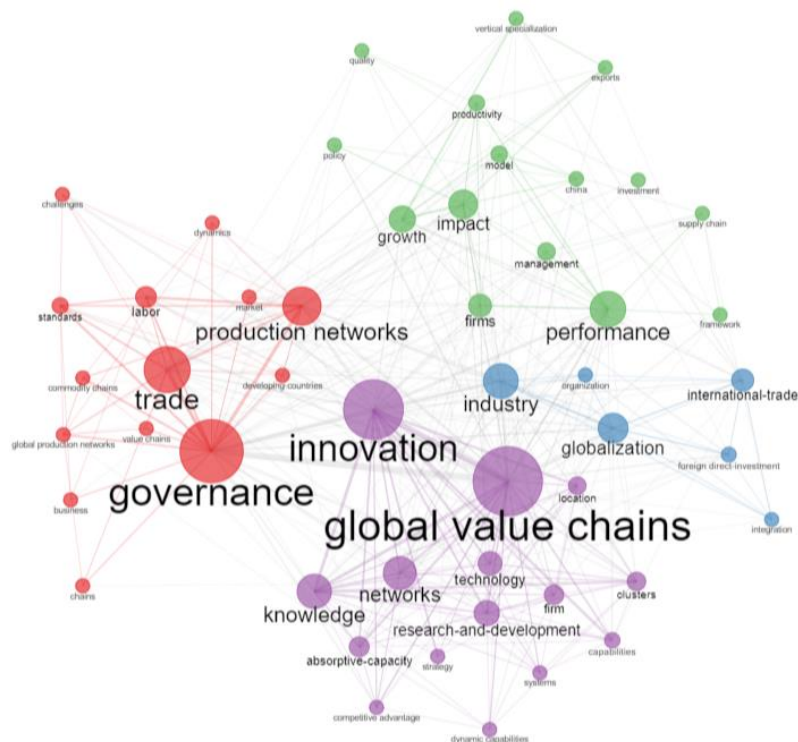 vertical specialization
quality
exports
productivity
policy
model
china
investment
challenges
supply chain
impact
dynamics
growth
management
market
standards
labor
production networks
firms
performance
framework
commodity chains
developing countries
organization
trade
industry
international-trade
value chains
global production networks
innovation
globalization
foreign direct investment
governance
location
business
global value chains
integration
technology
chains
networks
firm
clusters
knowledge
research-and-development
absorptive-capacity
strategy
capabilities
systems
competitive advantage
dynamic capabilities